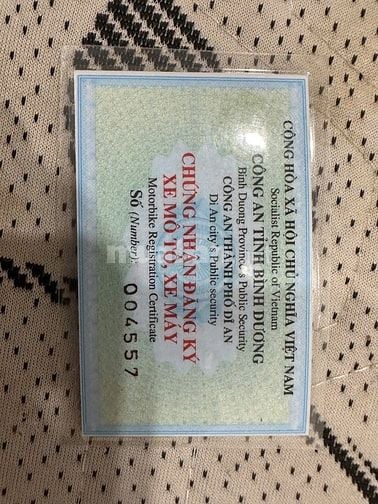 CỘNG HÒA XÃ HỘI CHỦ NGHĨA VIỆT NAM
Socialist Republic of Vietnam
CÔNG AN TỈNH BÌNH DƯƠNG
Binh Duong Province's Public Security
CÔNG AN THÀNH PHỐ DĨ AN
Di An city's Public security
CHỨNG NHẬN ĐĂNG KÝ
XE MÔ TÔ, XE MÁY
Motorbike Registration Certificate
Số (Number): 004557